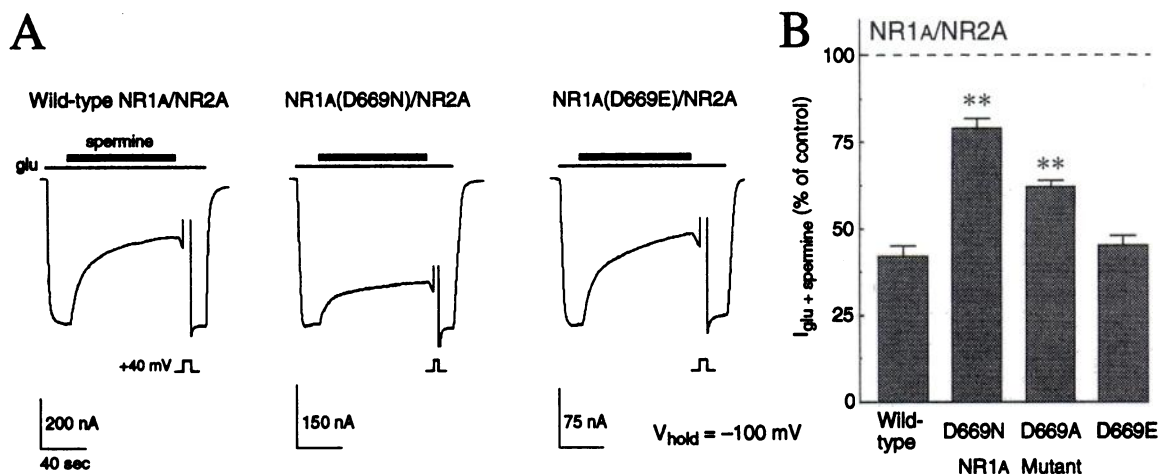 A
Wild-type NR1A/NR2A
NR1A(D669N)/NR2A
NR1A(D669E)/NR2A
spermine
glu
+40 mV
200 nA
40 sec
150 nA
75 nA
Vhold = −100 mV
B
NR1A/NR2A
Iglu + spermine (% of control)
100
75
50
25
0
**
**
Wild-
type
D669N
D669A
D669E
NR1A Mutant